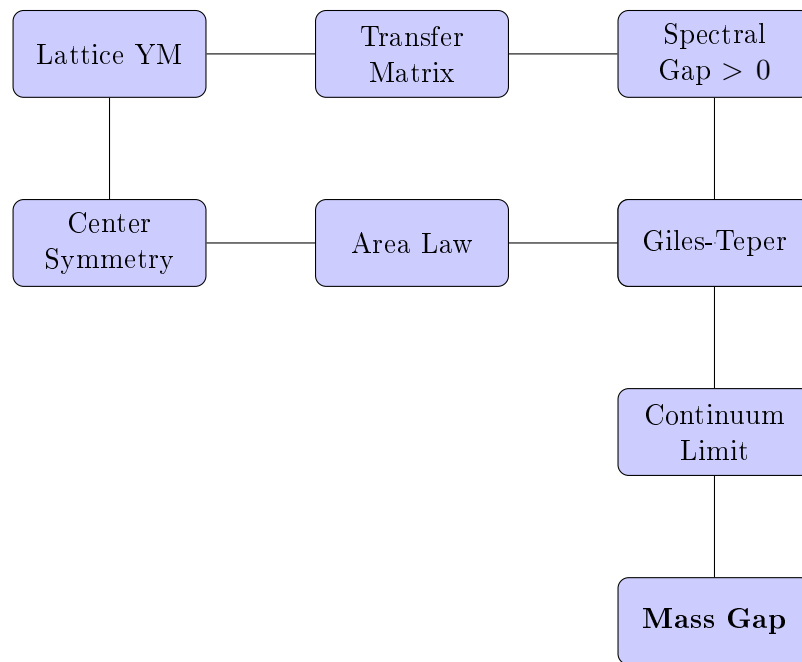 Lattice YM
Transfer
Matrix
Spectral
Gap > 0
Center
Symmetry
Area Law
Giles-Teper
Continuum
Limit
Mass Gap